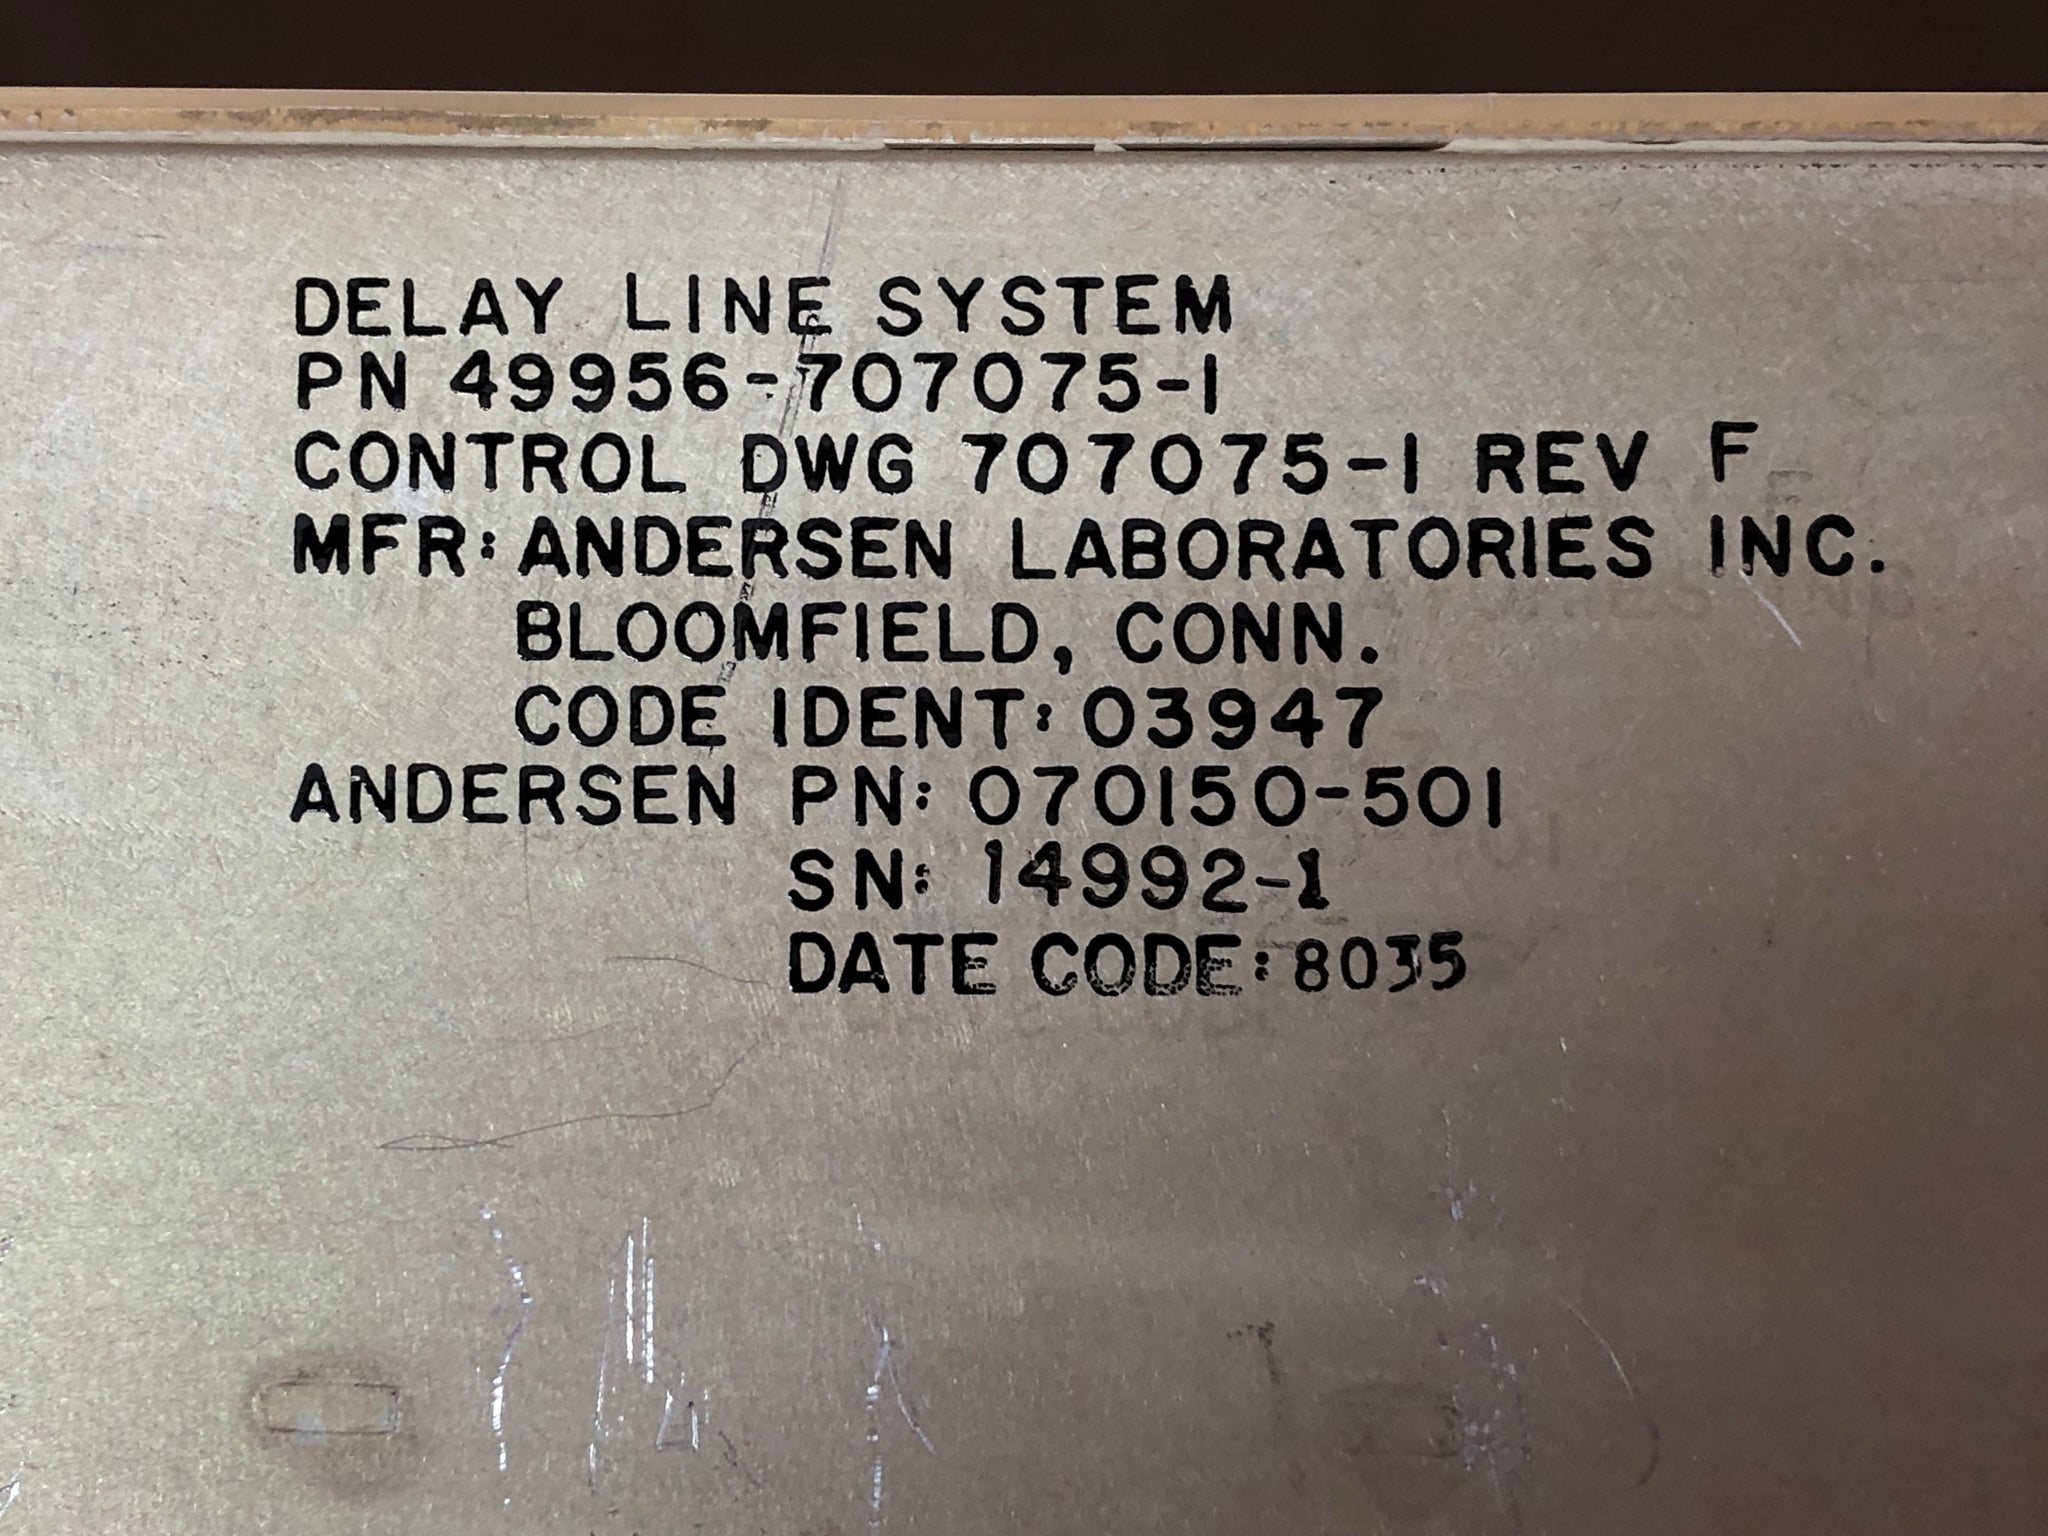 DELAY LINE SYSTEM
PN 49956-707075-1
CONTROL DWG 707075-1 REV F
MFR: ANDERSEN LABORATORIES INC.
BLOOMFIELD, CONN.
CODE IDENT: 03947
ANDERSEN PN: 070150-501
SN: 14992-1
DATE CODE: 8035